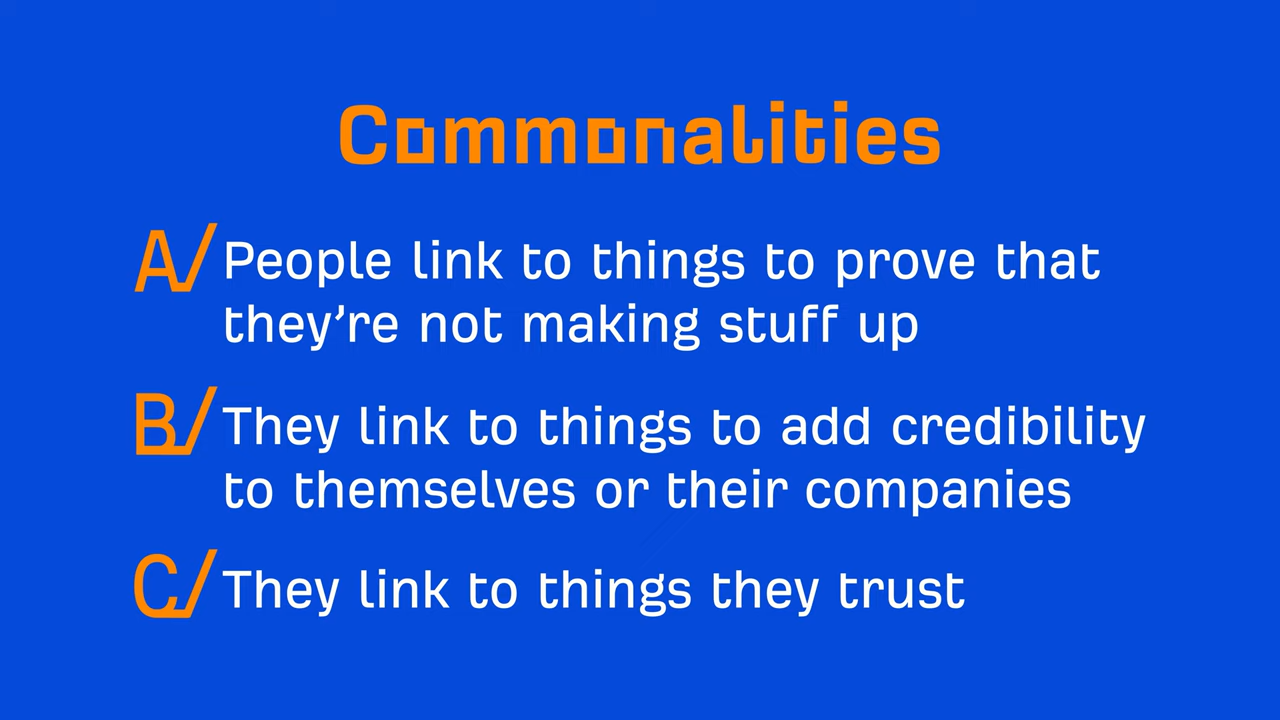 Commonalities
A/ People link to things to prove that
they’re not making stuff up
B/ They link to things to add credibility
to themselves or their companies
C/ They link to things they trust